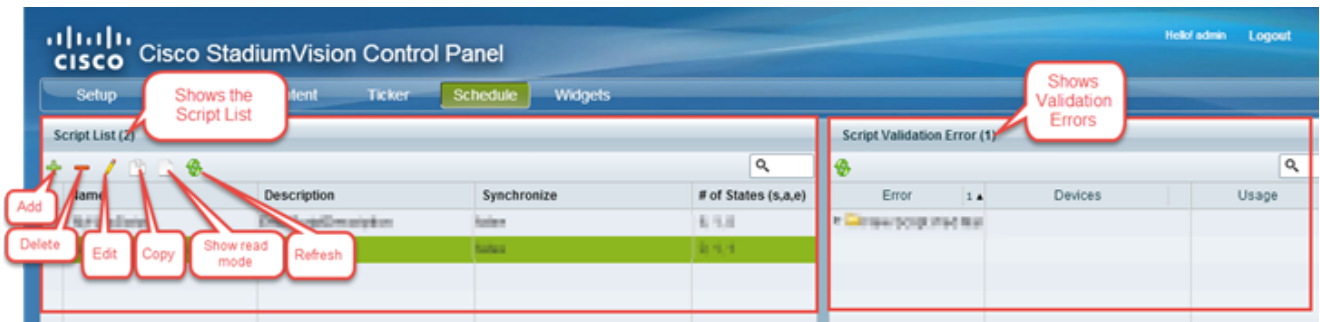 Hello! admin Logout
CISCO Cisco StadiumVision Control Panel
Setup Ticker Schedule Widgets
Shows the
Script List
Shows
Validation
Errors
Script List (2)
Script Validation Error (1)
Name Description Synchronize # of States (s,a,e)
Error 1 Devices Usage
Add
Delete
Edit
Copy
Show read
mode
Refresh